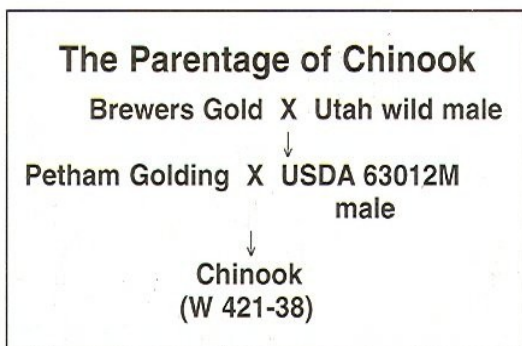 The Parentage of Chinook
Brewers Gold X Utah wild male
Petham Golding X USDA 63012M
male
Chinook
(W 421-38)